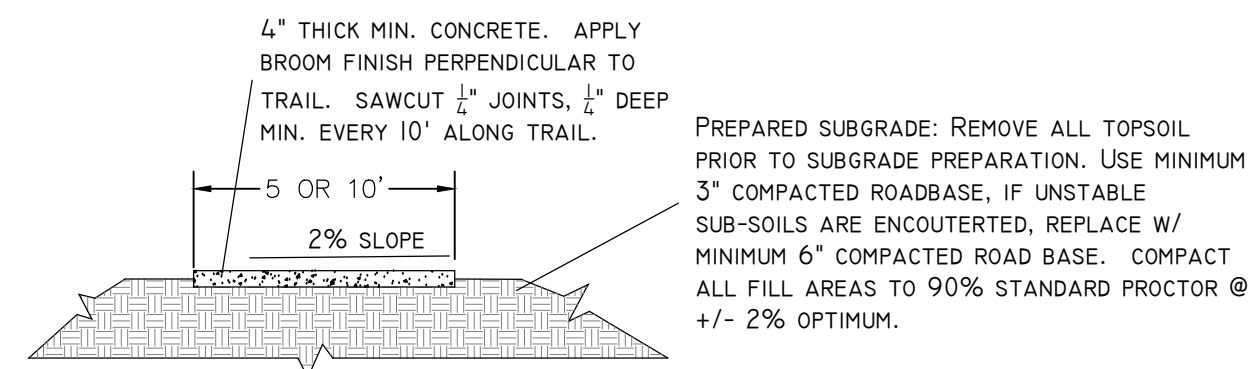 4" THICK MIN. CONCRETE. APPLY
BROOM FINISH PERPENDICULAR TO
TRAIL. SAWCUT 1/4" JOINTS, 1/4" DEEP
MIN. EVERY 10' ALONG TRAIL.
PREPARED SUBGRADE: REMOVE ALL TOPSOIL
PRIOR TO SUBGRADE PREPARATION. USE MINIMUM
3" COMPACTED ROADBASE, IF UNSTABLE
SUB-SOILS ARE ENCOUTERTED, REPLACE W/
MINIMUM 6" COMPACTED ROAD BASE. COMPACT
ALL FILL AREAS TO 90% STANDARD PROCTOR @
+/- 2% OPTIMUM.
5 OR 10'
2% SLOPE